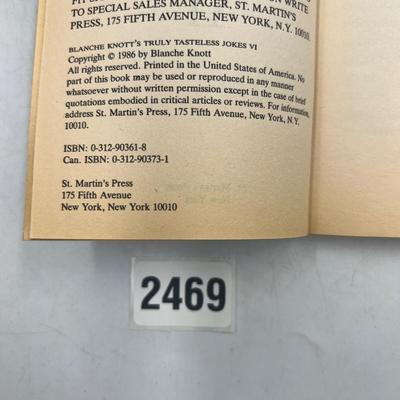 ON WRITE
TO SPECIAL SALES MANAGER, ST. MARTIN'S
PRESS, 175 FIFTH AVENUE, NEW YORK, N.Y. 10010.
BLANCHE KNOTT'S TRULY TASTELESS JOKES VI
Copyright © 1986 by Blanche Knott
All rights reserved. Printed in the United States of America. No
part of this book may be used or reproduced in any manner
whatsoever without written permission except in the case of brief
quotations embodied in critical articles or reviews. For information,
address St. Martin's Press, 175 Fifth Avenue, New York, N.Y.
10010.
ISBN: 0-312-90361-8
Can. ISBN: 0-312-90373-1
St. Martin's Press
175 Fifth Avenue
New York, New York 10010
2469